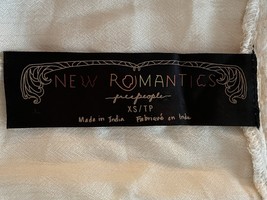 NEW ROMANTICS
free people
XS/TP
Made in India Fabriqué en Inde